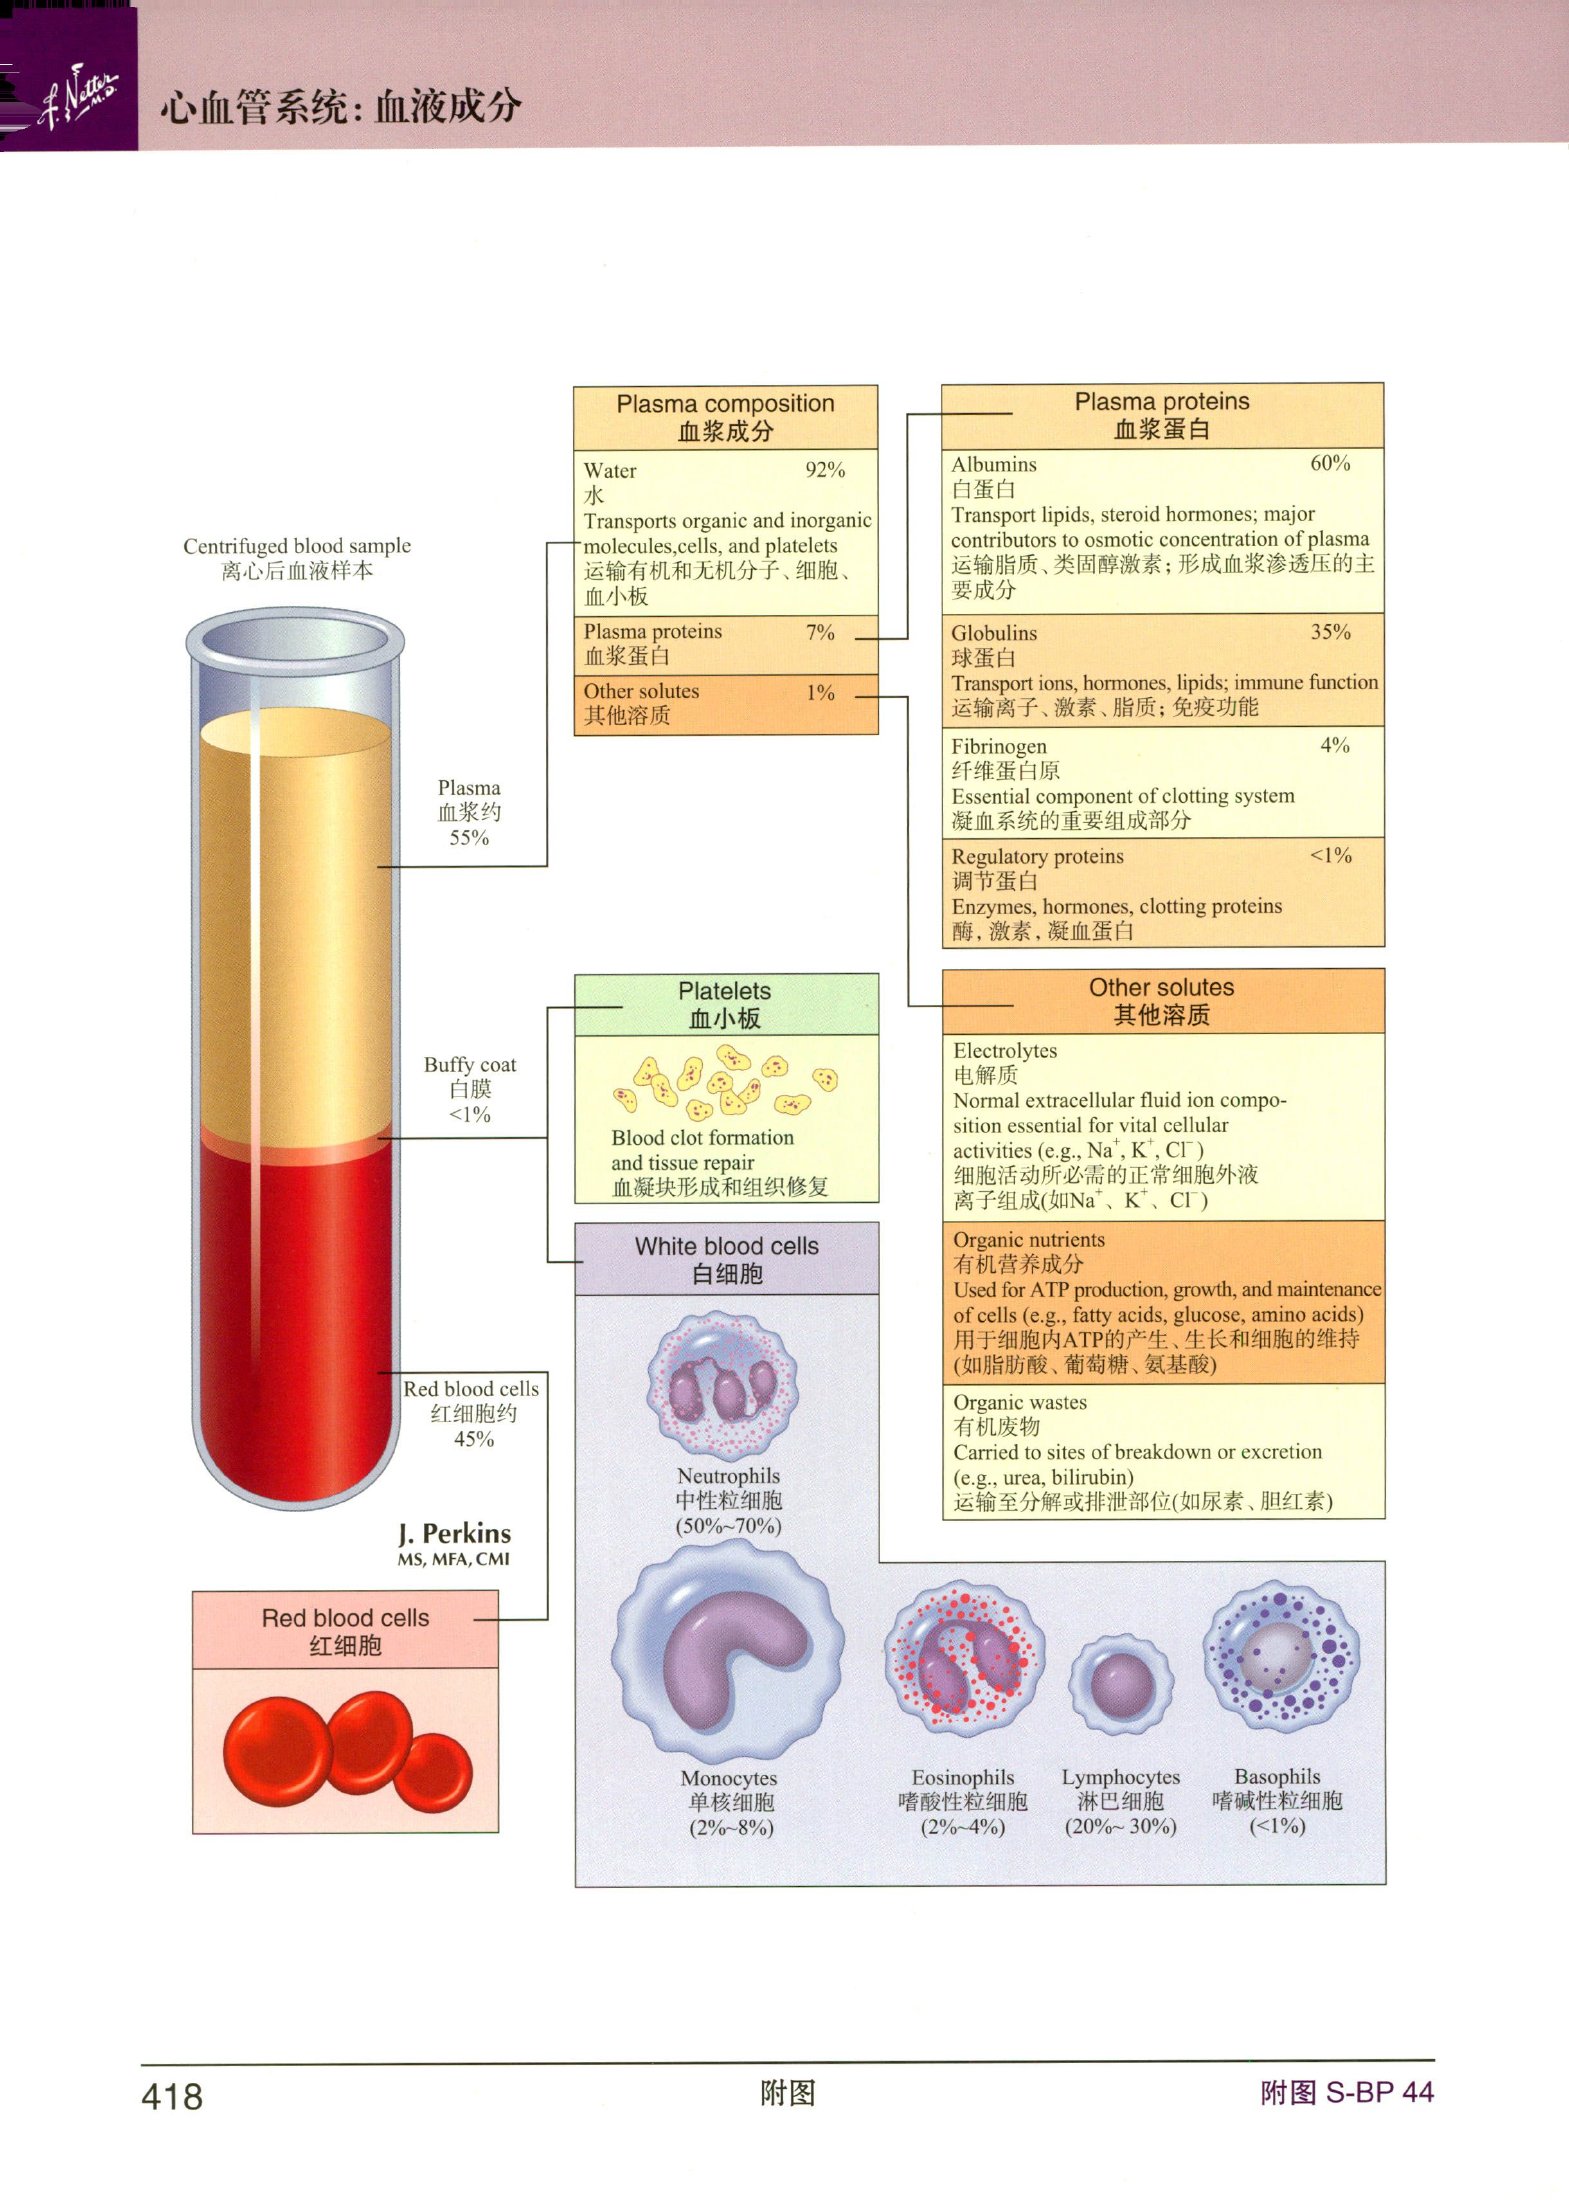 F. Netter M.D.
心血管系统：血液成分
Centrifuged blood sample
离心后血液样本
Plasma
血浆约
55%
Buffy coat
白膜
<1%
Red blood cells
红细胞约
45%
J. Perkins
MS, MFA, CMI
Red blood cells
红细胞
Plasma composition
血浆成分
Water 92%
水
Transports organic and inorganic
molecules,cells, and platelets
运输有机和无机分子、细胞、
血小板
Plasma proteins 7%
血浆蛋白
Other solutes 1%
其他溶质
Plasma proteins
血浆蛋白
Albumins 60%
白蛋白
Transport lipids, steroid hormones; major
contributors to osmotic concentration of plasma
运输脂质、类固醇激素；形成血浆渗透压的主
要成分
Globulins 35%
球蛋白
Transport ions, hormones, lipids; immune function
运输离子、激素、脂质；免疫功能
Fibrinogen 4%
纤维蛋白原
Essential component of clotting system
凝血系统的重要组成部分
Regulatory proteins <1%
调节蛋白
Enzymes, hormones, clotting proteins
酶，激素，凝血蛋白
Other solutes
其他溶质
Electrolytes
电解质
Normal extracellular fluid ion compo-
sition essential for vital cellular
activities (e.g., Na⁺, K⁺, Cl⁻)
细胞活动所必需的正常细胞外液
离子组成(如Na⁺、K⁺、Cl⁻)
Organic nutrients
有机营养成分
Used for ATP production, growth, and maintenance
of cells (e.g., fatty acids, glucose, amino acids)
用于细胞内ATP的产生、生长和细胞的维持
(如脂肪酸、葡萄糖、氨基酸)
Organic wastes
有机废物
Carried to sites of breakdown or excretion
(e.g., urea, bilirubin)
运输至分解或排泄部位(如尿素、胆红素)
Platelets
血小板
Blood clot formation
and tissue repair
血凝块形成和组织修复
White blood cells
白细胞
Neutrophils
中性粒细胞
(50%~70%)
Monocytes
单核细胞
(2%~8%)
Eosinophils
嗜酸性粒细胞
(2%~4%)
Lymphocytes
淋巴细胞
(20%~ 30%)
Basophils
嗜碱性粒细胞
(<1%)
418
附图
附图 S-BP 44